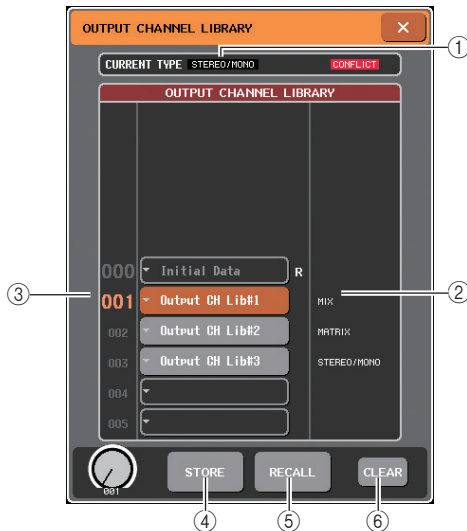 OUTPUT CHANNEL LIBRARY ×
①
CURRENT TYPE STEREO/MONO CONFLICT
OUTPUT CHANNEL LIBRARY
000 Initial Data R
③ 001 Output CH Lib#1 MIX ②
002 Output CH Lib#2 MATRIX
003 Output CH Lib#3 STEREO/MONO
004
005
001 STORE RECALL CLEAR
④ ⑤ ⑥